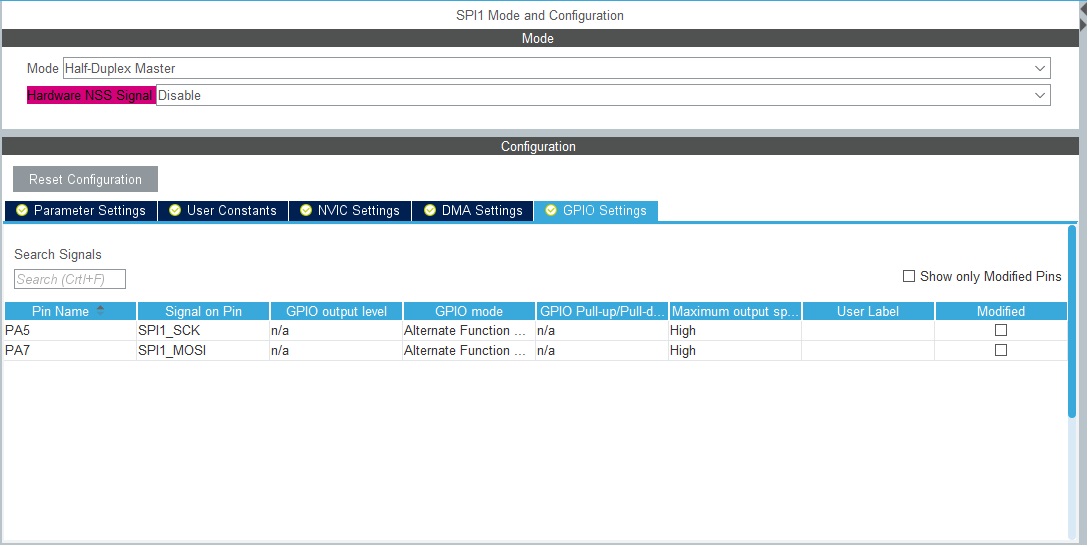 SPI1 Mode and Configuration
Mode
Mode Half-Duplex Master
Hardware NSS Signal Disable
Configuration
Reset Configuration
Parameter Settings User Constants NVIC Settings DMA Settings GPIO Settings
Search Signals
Search (Crtl+F)
Show only Modified Pins
Pin Name Signal on Pin GPIO output level GPIO mode GPIO Pull-up/Pull-d... Maximum output sp... User Label Modified
PA5 SPI1_SCK n/a Alternate Function ... n/a High
PA7 SPI1_MOSI n/a Alternate Function ... n/a High